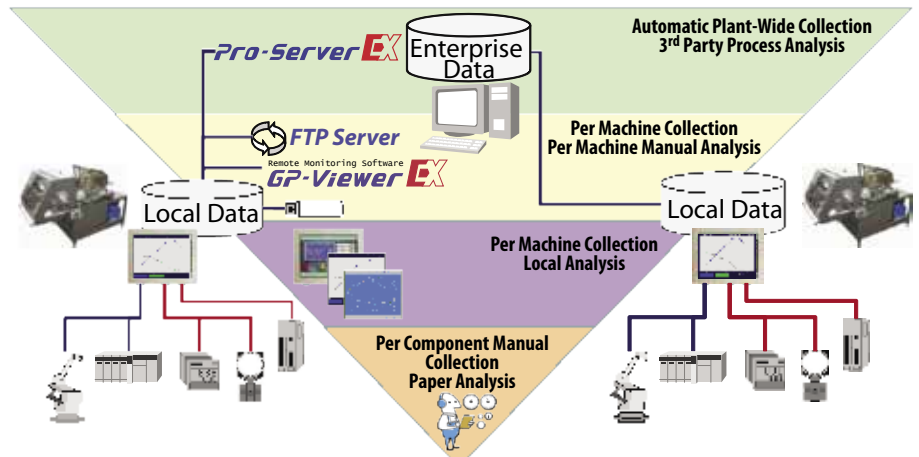 Automatic Plant-Wide Collection
3rd Party Process Analysis
Pro-Server EX
Enterprise
Data
FTP Server
Per Machine Collection
Per Machine Manual Analysis
Remote Monitoring Software
GP-Viewer EX
Local Data
Local Data
Per Machine Collection
Local Analysis
Per Component Manual
Collection
Paper Analysis